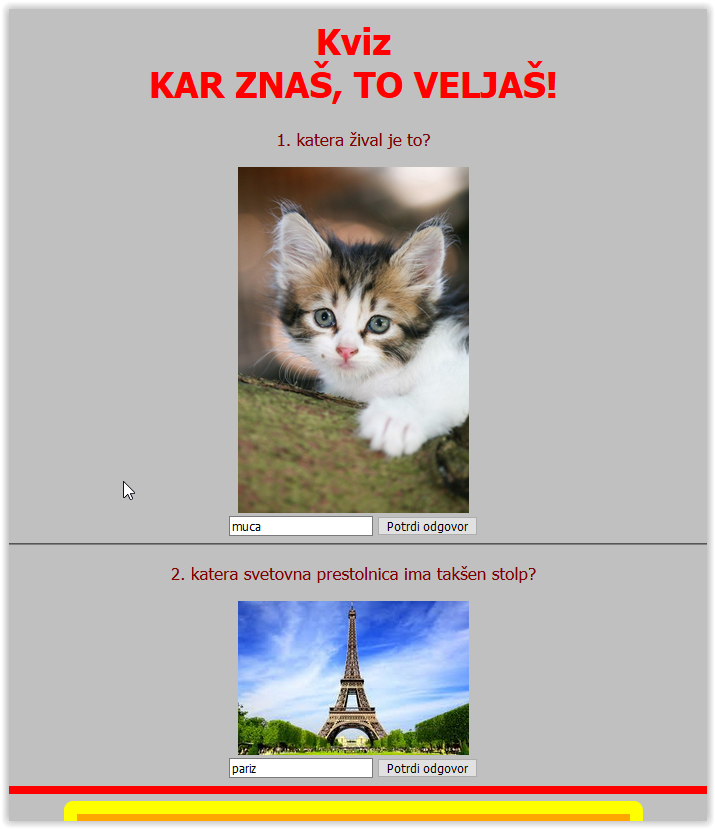 Kviz
KAR ZNAŠ, TO VELJAŠ!
1. katera žival je to?
muca Potrdi odgovor
2. katera svetovna prestolnica ima takšen stolp?
pariz Potrdi odgovor